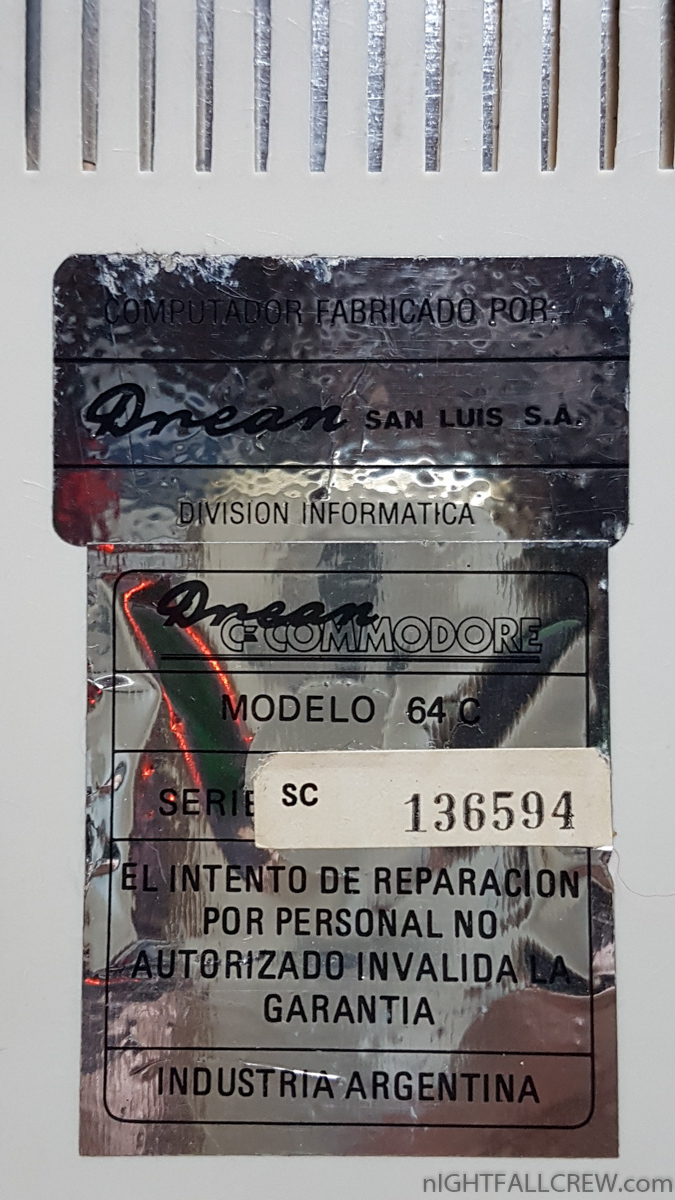 COMPUTADOR FABRICADO POR:
Drean SAN LUIS S.A.
DIVISION INFORMATICA
Drean
C= COMMODORE
MODELO 64 C
SERIE SC 136594
EL INTENTO DE REPARACION
POR PERSONAL NO
AUTORIZADO INVALIDA LA
GARANTIA
INDUSTRIA ARGENTINA
nIGHTFALLCREW.com